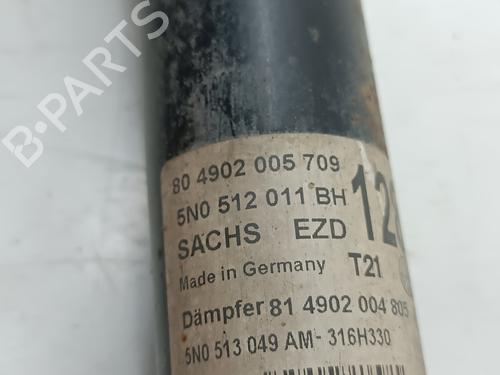 B-PARTS
80 4902 005 709
5N0 512 011 BH
SACHS EZD
Made in Germany T21
Dämpfer 81 4902 004 805
5N0 513 049 AM- 316H330